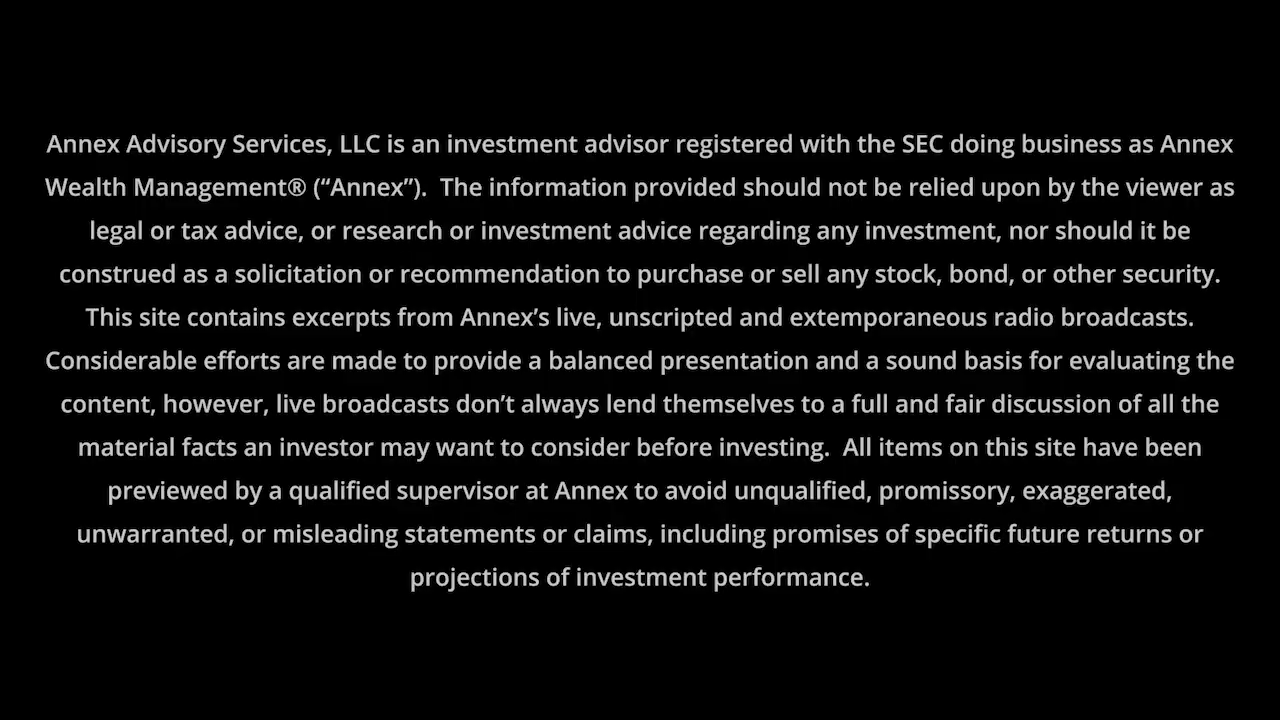 Annex Advisory Services, LLC is an investment advisor registered with the SEC doing business as Annex
Wealth Management® (“Annex”).  The information provided should not be relied upon by the viewer as
legal or tax advice, or research or investment advice regarding any investment, nor should it be
construed as a solicitation or recommendation to purchase or sell any stock, bond, or other security.
This site contains excerpts from Annex’s live, unscripted and extemporaneous radio broadcasts.
Considerable efforts are made to provide a balanced presentation and a sound basis for evaluating the
content, however, live broadcasts don’t always lend themselves to a full and fair discussion of all the
material facts an investor may want to consider before investing.  All items on this site have been
previewed by a qualified supervisor at Annex to avoid unqualified, promissory, exaggerated,
unwarranted, or misleading statements or claims, including promises of specific future returns or
projections of investment performance.